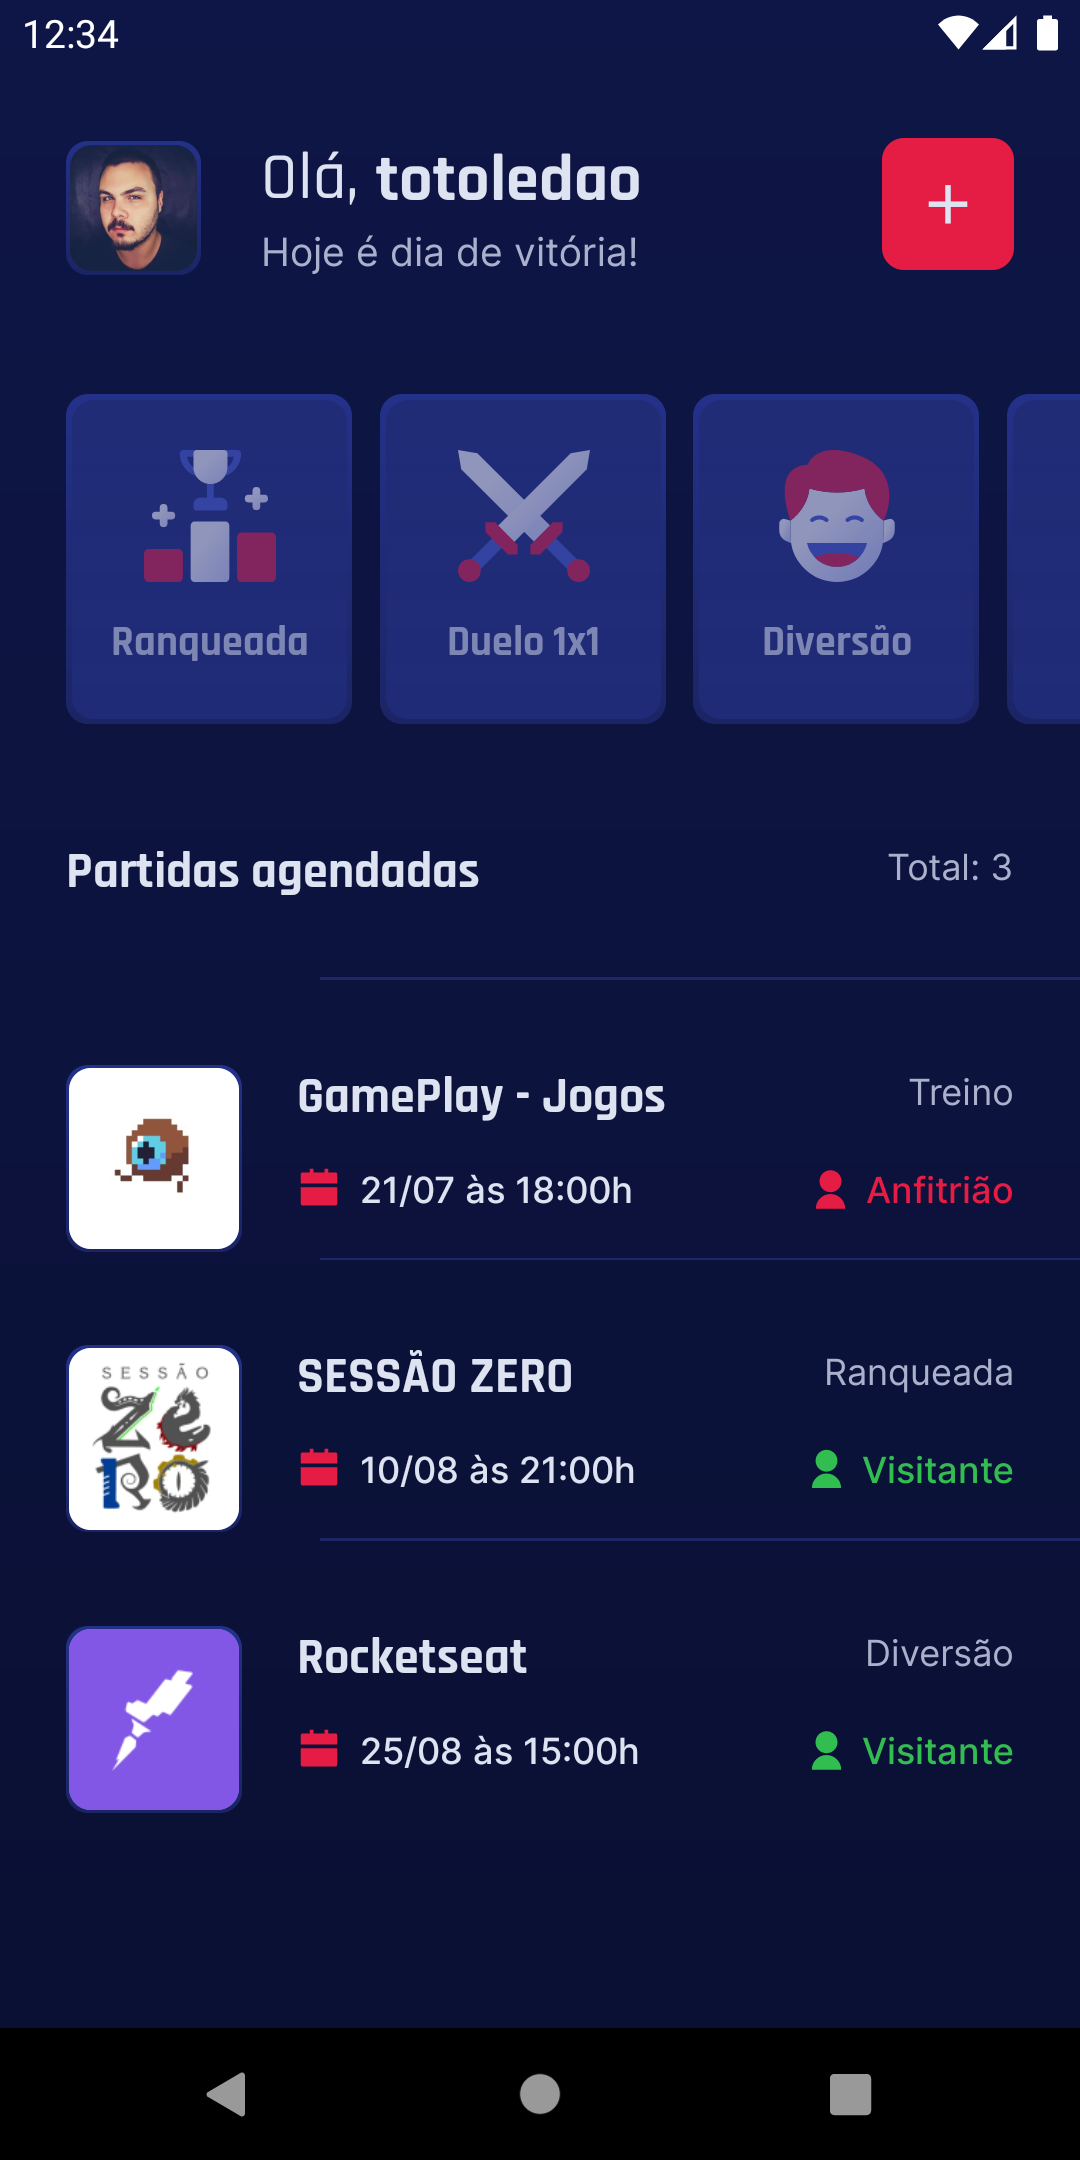 12:34
Olá, totoledao
Hoje é dia de vitória!
Ranqueada
Duelo 1x1
Diversão
Partidas agendadas
Total: 3
GamePlay - Jogos
Treino
21/07 às 18:00h
Anfitrião
SESSÃO
ZeRO
SESSÃO ZERO
Ranqueada
10/08 às 21:00h
Visitante
Rocketseat
Diversão
25/08 às 15:00h
Visitante